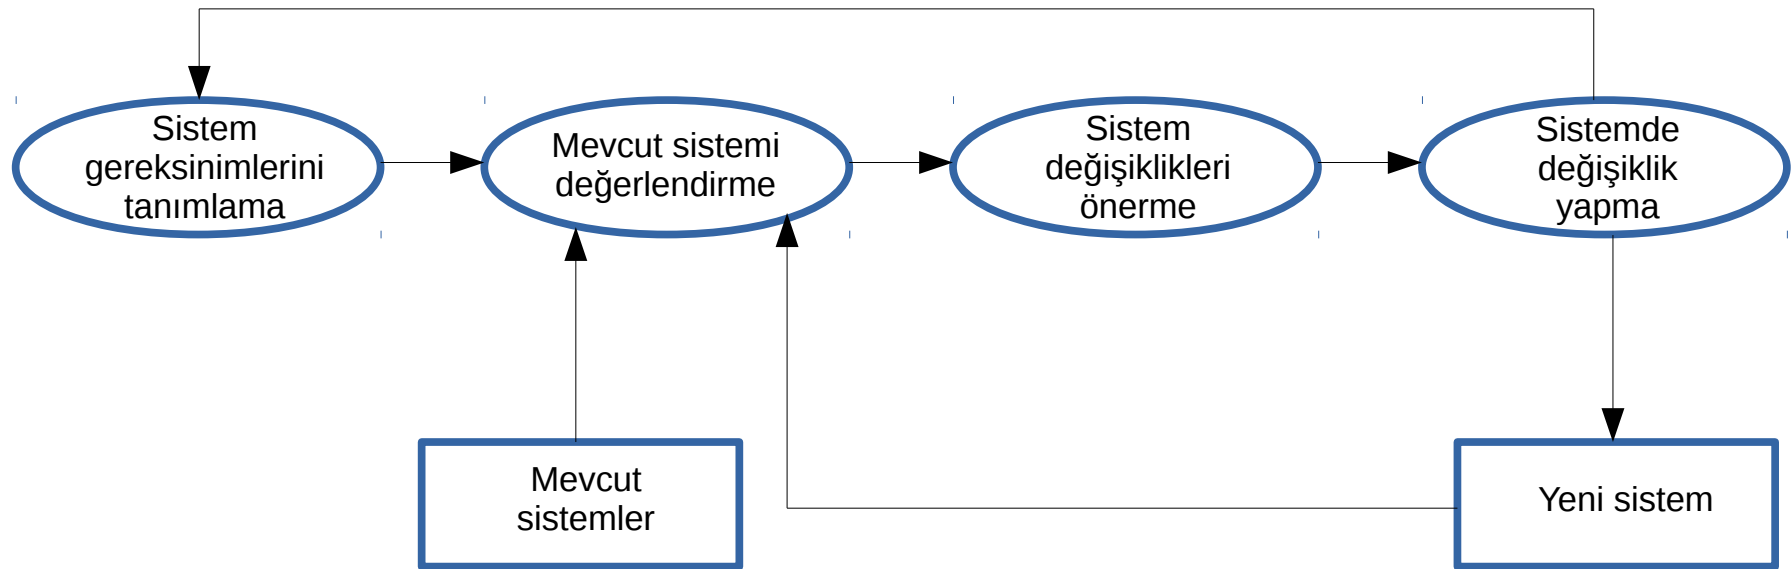 Sistem
gereksinimlerini
tanımlama
Mevcut sistemi
değerlendirme
Sistem
değişiklikleri
önerme
Sistemde
değişiklik
yapma
Mevcut
sistemler
Yeni sistem